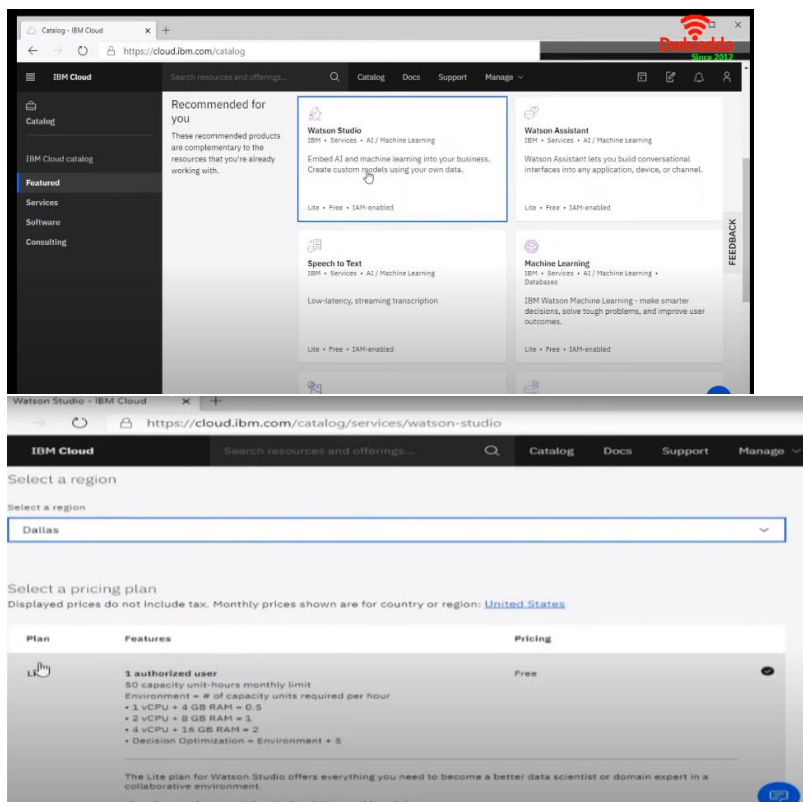 Catalog - IBM Cloud
https://cloud.ibm.com/catalog
Dwbiadda
Since 2012
IBM Cloud
Search resources and offerings...
Catalog
Docs
Support
Manage
Catalog
IBM Cloud catalog
Featured
Services
Software
Consulting
Recommended for
you
These recommended products
are complementary to the
resources that you're already
working with.
Watson Studio
IBM • Services • AI / Machine Learning
Embed AI and machine learning into your business.
Create custom models using your own data.
Lite • Free • IAM-enabled
Watson Assistant
IBM • Services • AI / Machine Learning
Watson Assistant lets you build conversational
interfaces into any application, device, or channel.
Lite • Free • IAM-enabled
Speech to Text
IBM • Services • AI / Machine Learning
Low-latency, streaming transcription
Lite • Free • IAM-enabled
Machine Learning
IBM • Services • AI / Machine Learning •
Databases
IBM Watson Machine Learning - make smarter
decisions, solve tough problems, and improve user
outcomes.
Lite • Free • IAM-enabled
FEEDBACK
Watson Studio - IBM Cloud
https://cloud.ibm.com/catalog/services/watson-studio
IBM Cloud
Search resources and offerings...
Catalog
Docs
Support
Manage
Select a region
Select a region
Dallas
Select a pricing plan
Displayed prices do not include tax. Monthly prices shown are for country or region: United States
Plan
Features
Pricing
1 authorized user
Free
50 capacity unit-hours monthly limit
Environment = # of capacity units required per hour
• 1 vCPU + 4 GB RAM = 0.5
• 2 vCPU + 8 GB RAM = 1
• 4 vCPU + 16 GB RAM = 2
• Decision Optimization = Environment + 5
The Lite plan for Watson Studio offers everything you need to become a better data scientist or domain expert in a
collaborative environment.